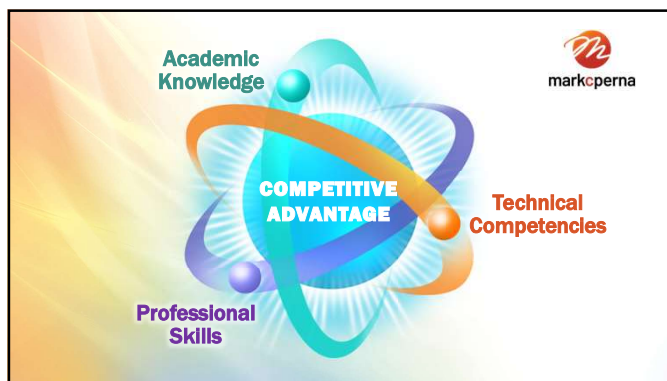 Academic
Knowledge
markcperna
COMPETITIVE
ADVANTAGE
Technical
Competencies
Professional
Skills